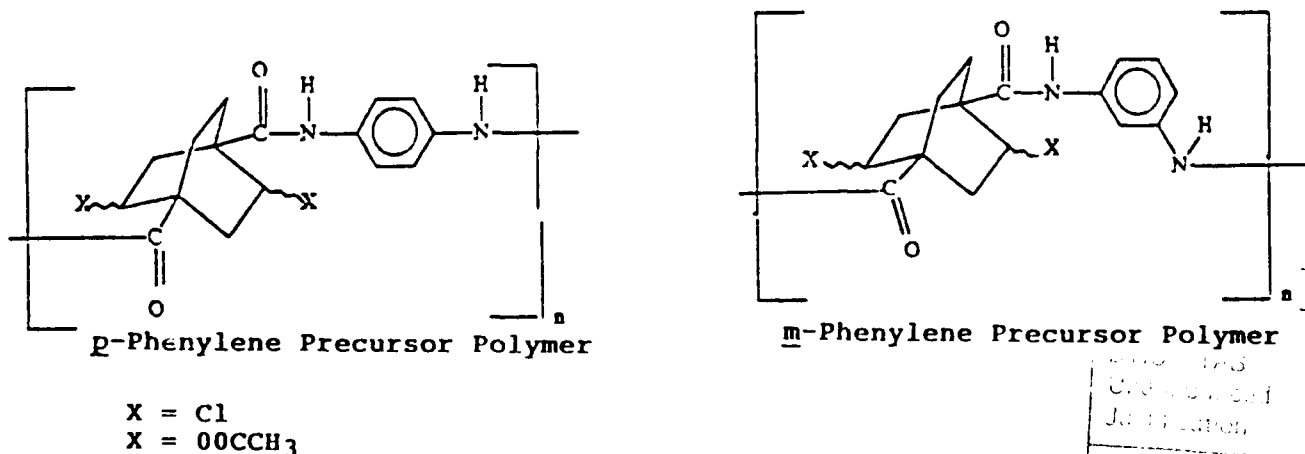 O H H
C N N
X X
C
O
n
p-Phenylene Precursor Polymer
O H
C N
X X
H
N
C
O
n
m-Phenylene Precursor Polymer
X = Cl
X = OOCCH3